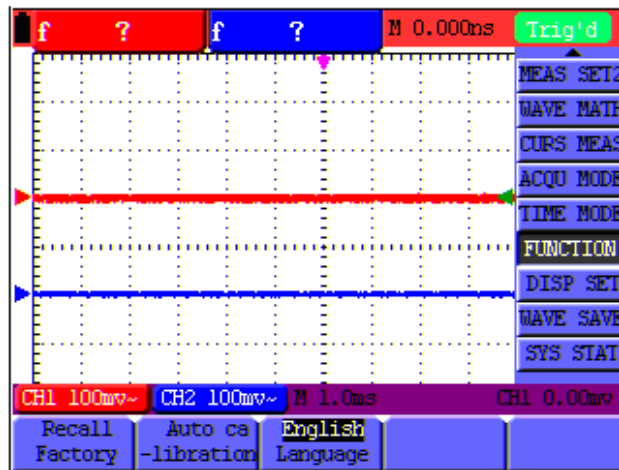 f ? f ? M 0.000ns Trig'd
MEAS SET2
WAVE MATH
CURS MEAS
ACQU MODE
TIME MODE
FUNCTION
DISP SET
WAVE SAVE
SYS STAT
CH1 100mv~ CH2 100mv~ M 1.0ms CH1 0.00mv
Recall Auto ca English
Factory -libration Language